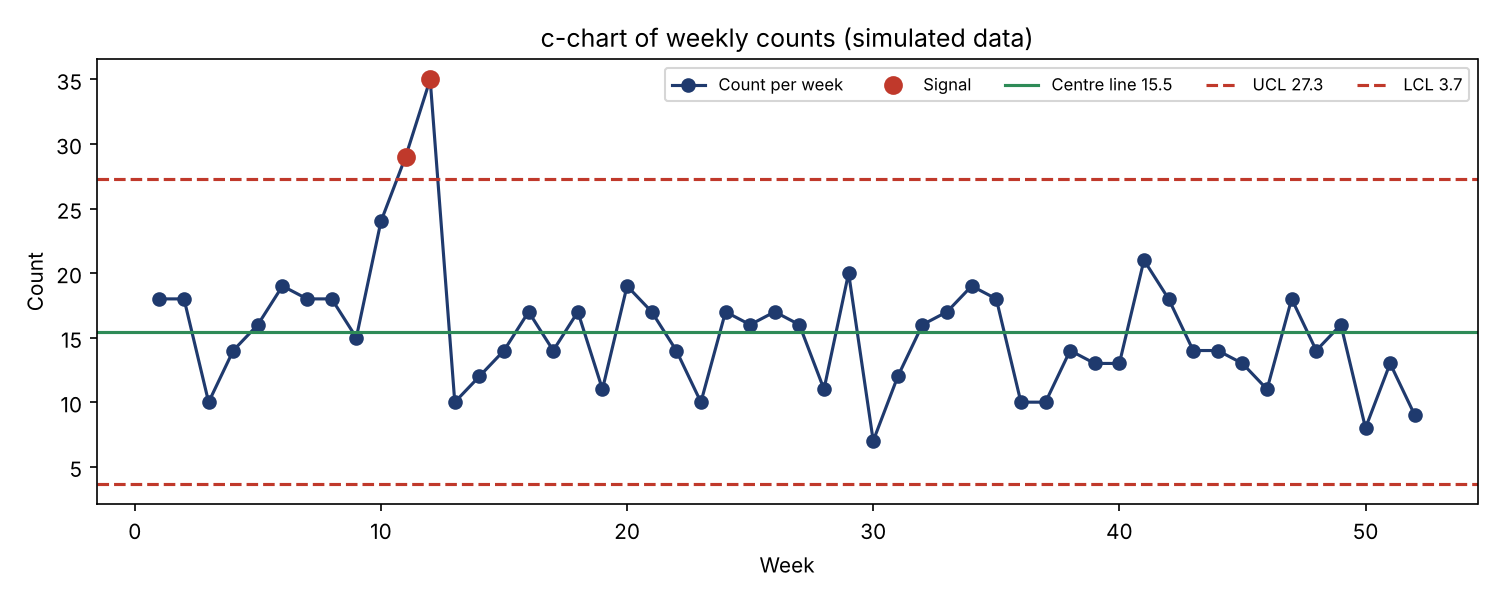 c-chart of weekly counts (simulated data)
Count per week
Signal
Centre line 15.5
UCL 27.3
LCL 3.7
Count
35
30
25
20
15
10
5
0
10
20
30
40
50
Week